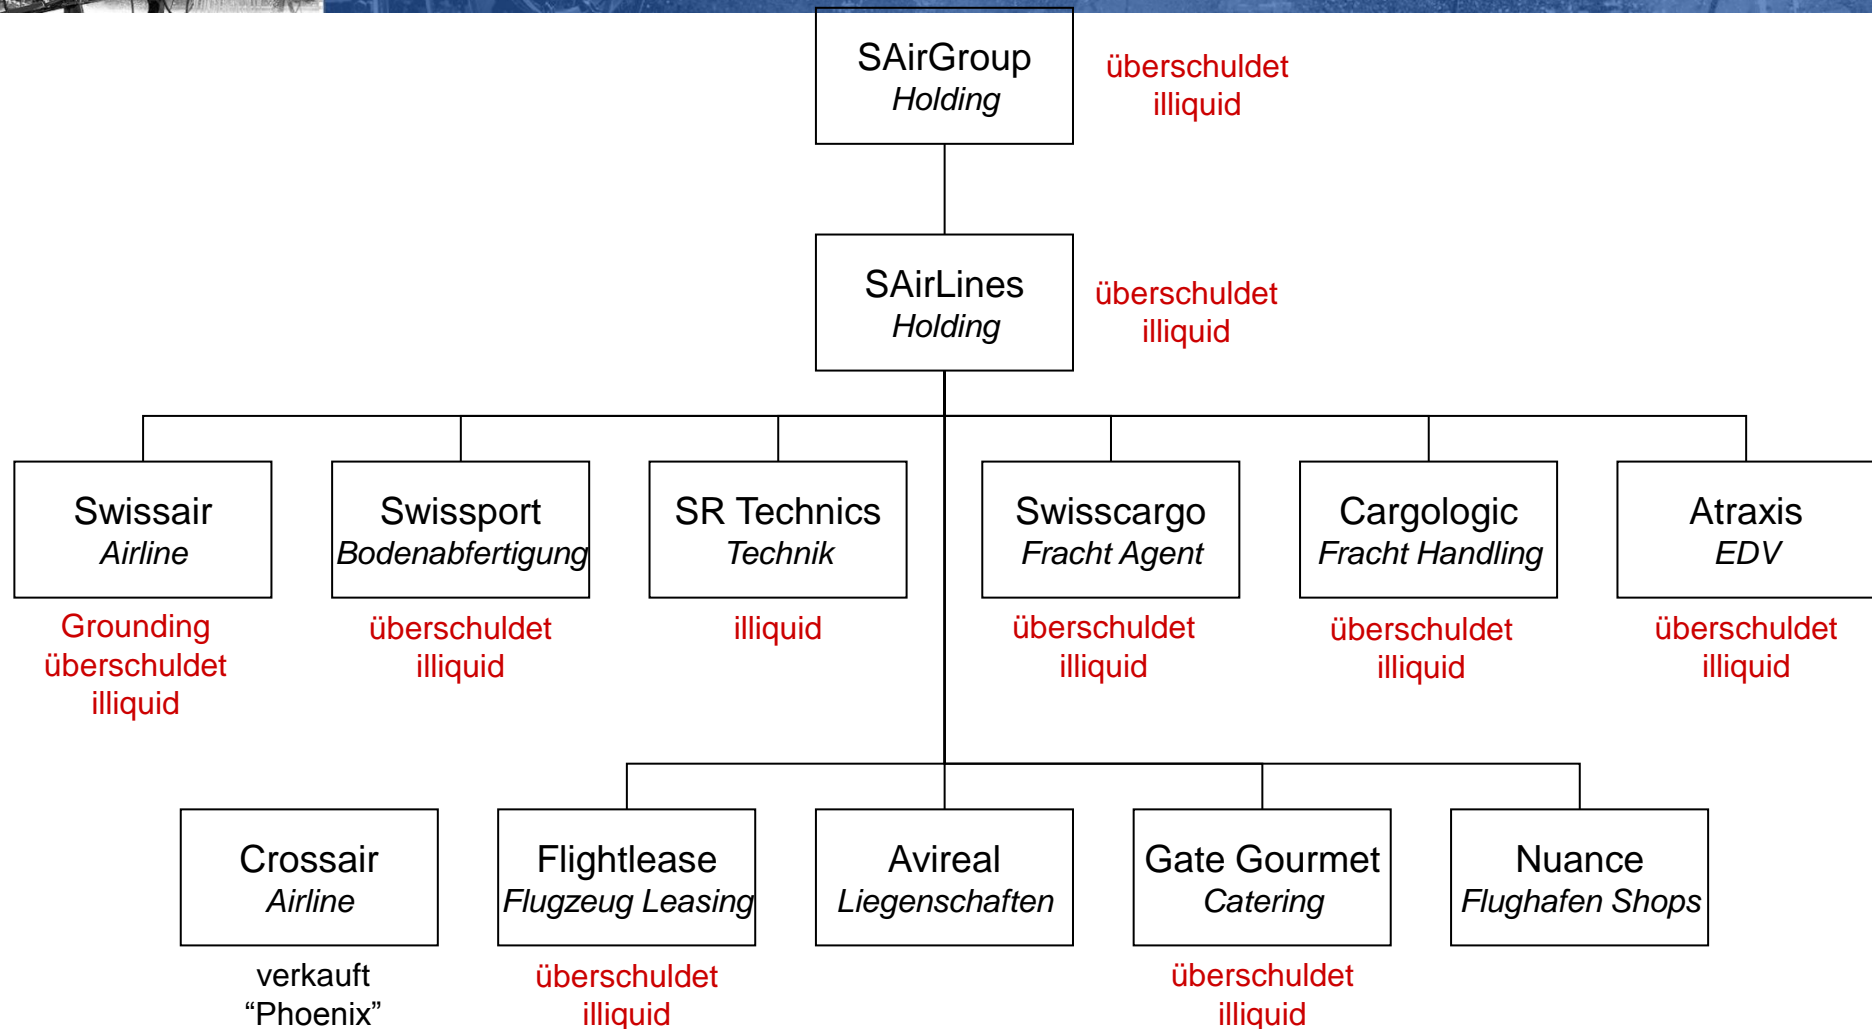 SAirGroup
Holding
überschuldet
illiquid
SAirLines
Holding
überschuldet
illiquid
Swissair
Airline
Grounding
überschuldet
illiquid
Swissport
Bodenabfertigung
überschuldet
illiquid
SR Technics
Technik
illiquid
Swisscargo
Fracht Agent
überschuldet
illiquid
Cargologic
Fracht Handling
überschuldet
illiquid
Atraxis
EDV
überschuldet
illiquid
Crossair
Airline
verkauft
“Phoenix”
Flightlease
Flugzeug Leasing
überschuldet
illiquid
Avireal
Liegenschaften
Gate Gourmet
Catering
überschuldet
illiquid
Nuance
Flughafen Shops